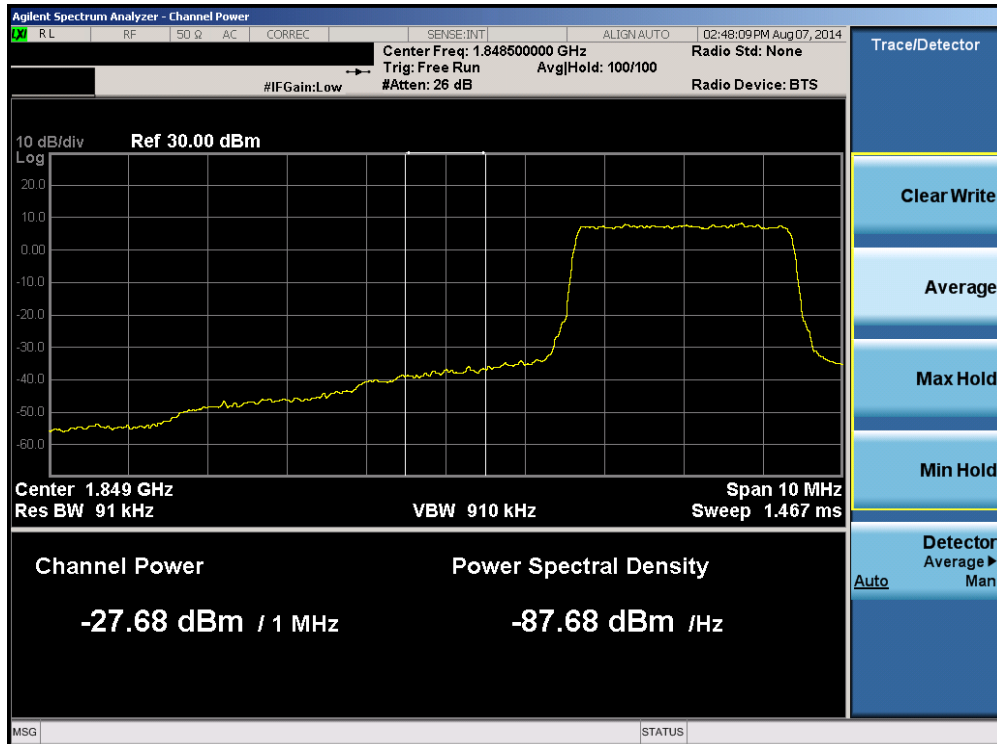 Agilent Spectrum Analyzer - Channel Power
LXI RL RF 50 Ω AC CORREC SENSE:INT ALIGN AUTO 02:48:09 PM Aug 07, 2014
Center Freq: 1.848500000 GHz Radio Std: None
Trig: Free Run Avg|Hold: 100/100
#IFGain:Low #Atten: 26 dB Radio Device: BTS
10 dB/div Ref 30.00 dBm
Log
20.0
10.0
0.00
-10.0
-20.0
-30.0
-40.0
-50.0
-60.0
Center 1.849 GHz Span 10 MHz
Res BW 91 kHz VBW 910 kHz Sweep 1.467 ms
Channel Power Power Spectral Density
-27.68 dBm / 1 MHz -87.68 dBm /Hz
MSG STATUS
Trace/Detector
Clear Write
Average
Max Hold
Min Hold
Detector
Average▶
Auto Man